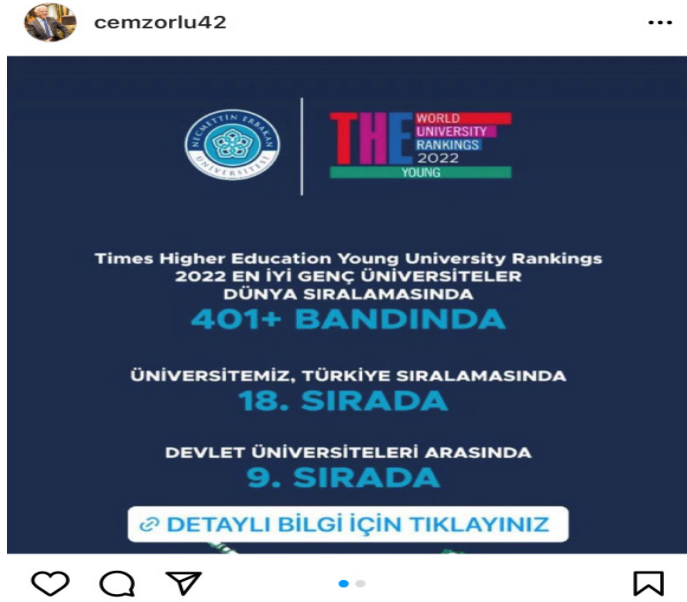 cemzorlu42
NECMETTİN ERBAKAN
ÜNİVERSİTESİ
THE
WORLD
UNIVERSITY
RANKINGS
2022
YOUNG
Times Higher Education Young University Rankings
2022 EN İYİ GENÇ ÜNİVERSİTELER
DÜNYA SIRALAMASINDA
401+ BANDINDA
ÜNİVERSİTEMİZ, TÜRKİYE SIRALAMASINDA
18. SIRADA
DEVLET ÜNİVERSİTELERİ ARASINDA
9. SIRADA
DETAYLI BİLGİ İÇİN TIKLAYINIZ